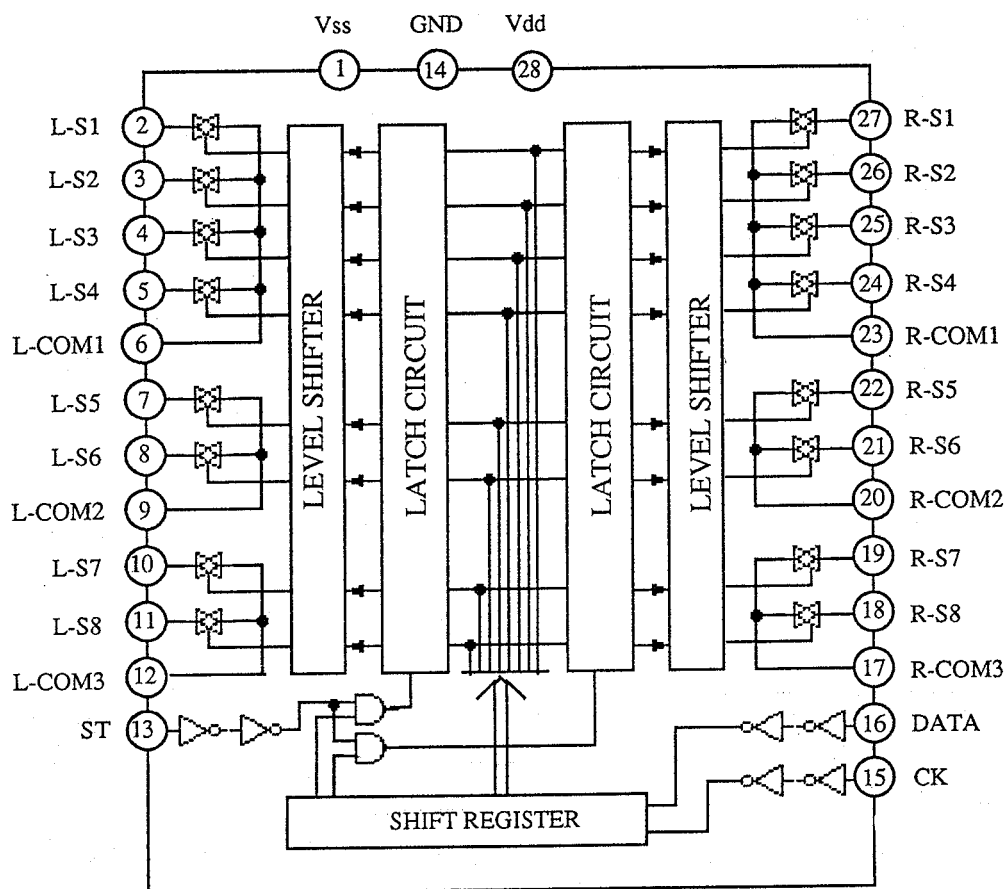 Vss GND Vdd
1 14 28
L-S1 2 27 R-S1
L-S2 3 26 R-S2
L-S3 4 25 R-S3
L-S4 5 24 R-S4
L-COM1 6 23 R-COM1
L-S5 7 22 R-S5
L-S6 8 21 R-S6
L-COM2 9 20 R-COM2
L-S7 10 19 R-S7
L-S8 11 18 R-S8
L-COM3 12 17 R-COM3
ST 13 16 DATA
15 CK
LEVEL SHIFTER
LATCH CIRCUIT
LATCH CIRCUIT
LEVEL SHIFTER
SHIFT REGISTER